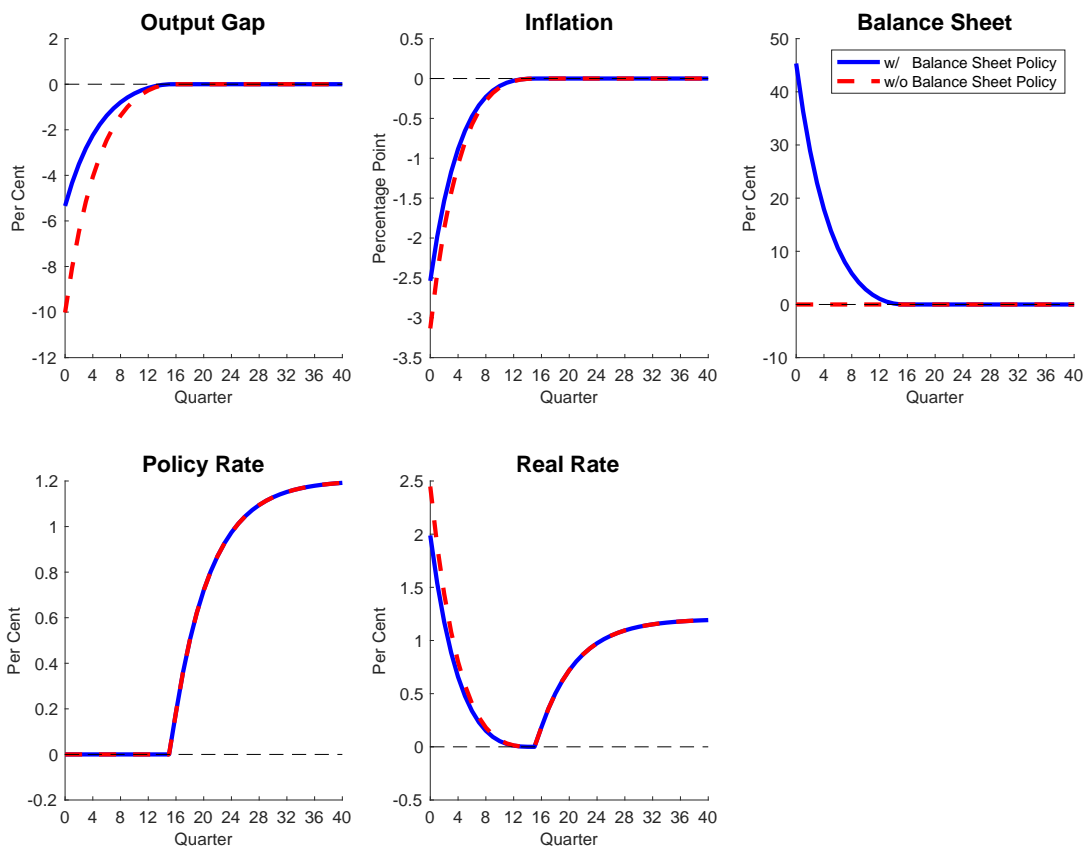 Output Gap
2
0
-2
-4
-6
-8
-10
-12
Per Cent
0 4 8 12 16 20 24 28 32 36 40
Quarter
Inflation
0.5
0
-0.5
-1
-1.5
-2
-2.5
-3
-3.5
Percentage Point
0 4 8 12 16 20 24 28 32 36 40
Quarter
Balance Sheet
50
40
30
20
10
0
-10
Per Cent
w/ Balance Sheet Policy
w/o Balance Sheet Policy
0 4 8 12 16 20 24 28 32 36 40
Quarter
Policy Rate
1.2
1
0.8
0.6
0.4
0.2
0
-0.2
Per Cent
0 4 8 12 16 20 24 28 32 36 40
Quarter
Real Rate
2.5
2
1.5
1
0.5
0
-0.5
Per Cent
0 4 8 12 16 20 24 28 32 36 40
Quarter